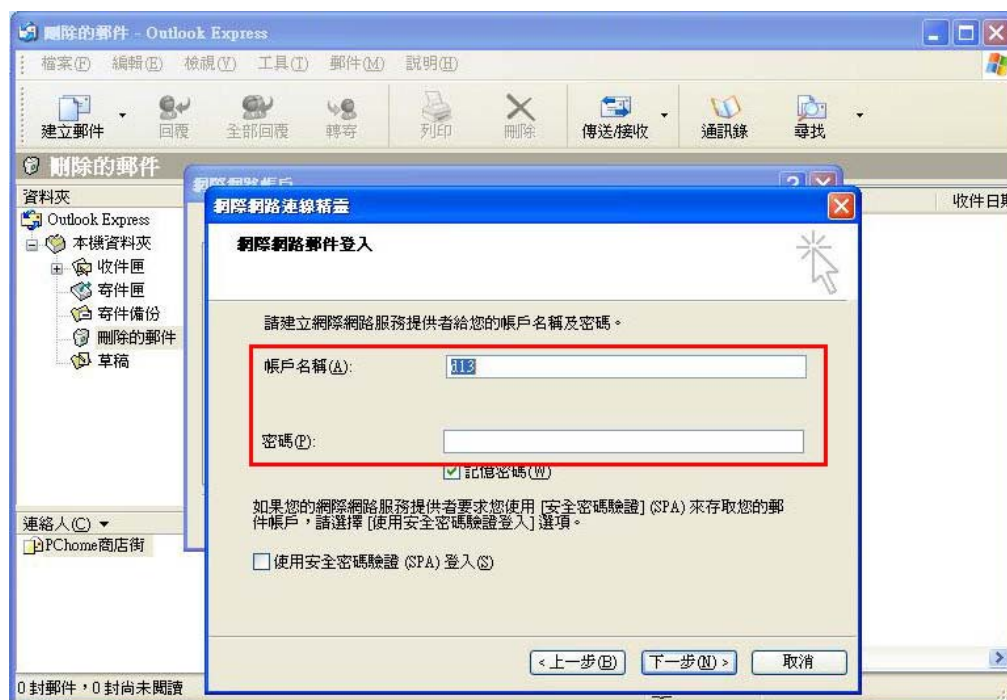 刪除的郵件 - Outlook Express
檔案(F) 編輯(E) 檢視(V) 工具(T) 郵件(M) 說明(H)
建立郵件 回覆 全部回覆 轉寄 列印 刪除 傳送/接收 通訊錄 尋找
刪除的郵件
網際網路帳戶
資料夾
收件日期
Outlook Express
本機資料夾
收件匣
寄件匣
寄件備份
刪除的郵件
草稿
連絡人(C)
PChome商店街
網際網路連線精靈
網際網路郵件登入
請建立網際網路服務提供者給您的帳戶名稱及密碼。
帳戶名稱(A): d13
密碼(P):
記憶密碼(W)
如果您的網際網路服務提供者要求您使用 [安全密碼驗證] (SPA) 來存取您的郵
件帳戶，請選擇 [使用安全密碼驗證登入] 選項。
使用安全密碼驗證 (SPA) 登入(S)
<上一步(B) 下一步(N)> 取消
0 封郵件，0 封尚未閱讀